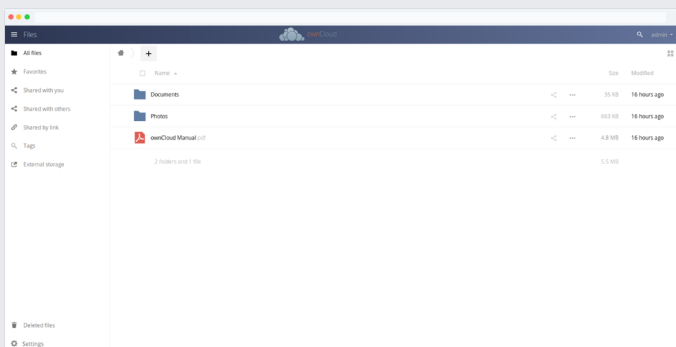 Files
ownCloud
admin
All files
Favorites
Shared with you
Shared with others
Shared by link
Tags
External storage
Deleted files
Settings
Name
Size Modified
Documents 35 KB 16 hours ago
Photos 663 KB 16 hours ago
ownCloud Manual.pdf 4.8 MB 16 hours ago
2 folders and 1 file 5.5 MB